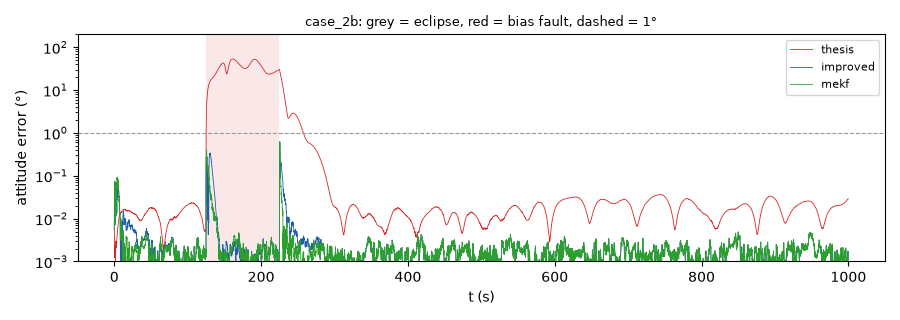 case_2b: grey = eclipse, red = bias fault, dashed = 1°
attitude error (°)
10²
10¹
10⁰
10⁻¹
10⁻²
10⁻³
thesis
improved
mekf
0 200 400 600 800 1000
t (s)